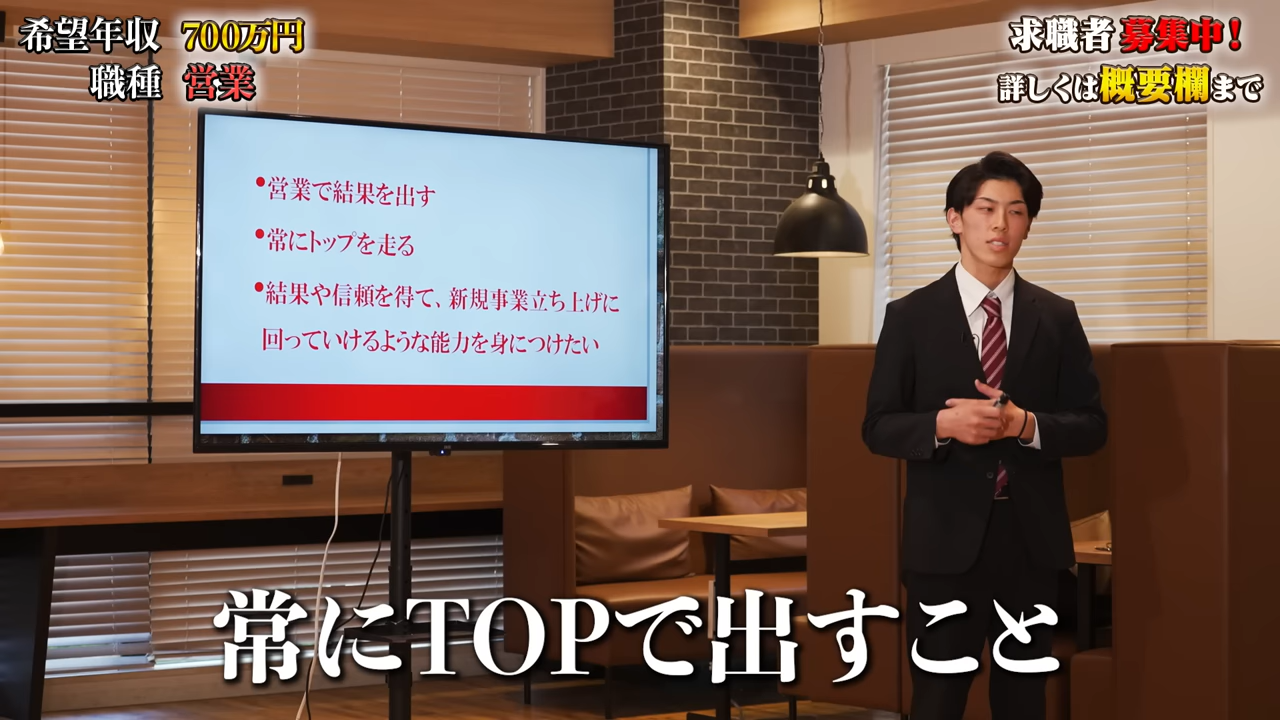 希望年収 700万円
職種 営業
求職者 募集中!
詳しくは概要欄まで
•営業で結果を出す
•常にトップを走る
•結果や信頼を得て、新規事業立ち上げに
回っていけるような能力を身につけたい
常にTOPで出すこと